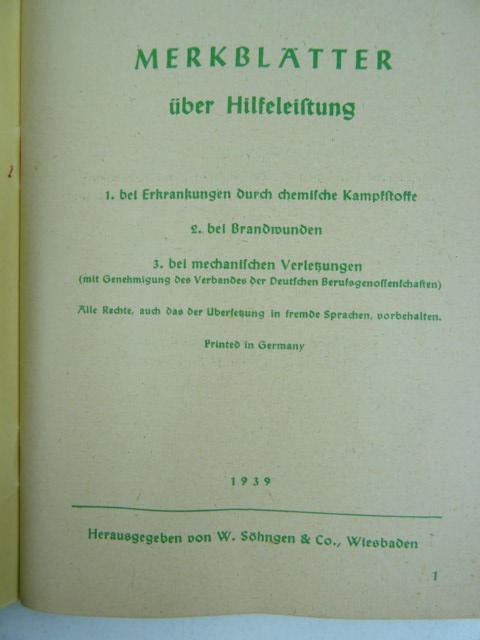 MERKBLÄTTER
über Hilfeleiſtung
1. bei Erkrankungen durch chemiſche Kampfſtoffe
2. bei Brandwunden
3. bei mechaniſchen Verletzungen
(mit Genehmigung des Verbandes der Deutſchen Berufsgenoſſenſchaften)
Alle Rechte, auch das der Überſetzung in fremde Sprachen, vorbehalten.
Printed in Germany
1939
Herausgegeben von W. Söhngen & Co., Wiesbaden
1